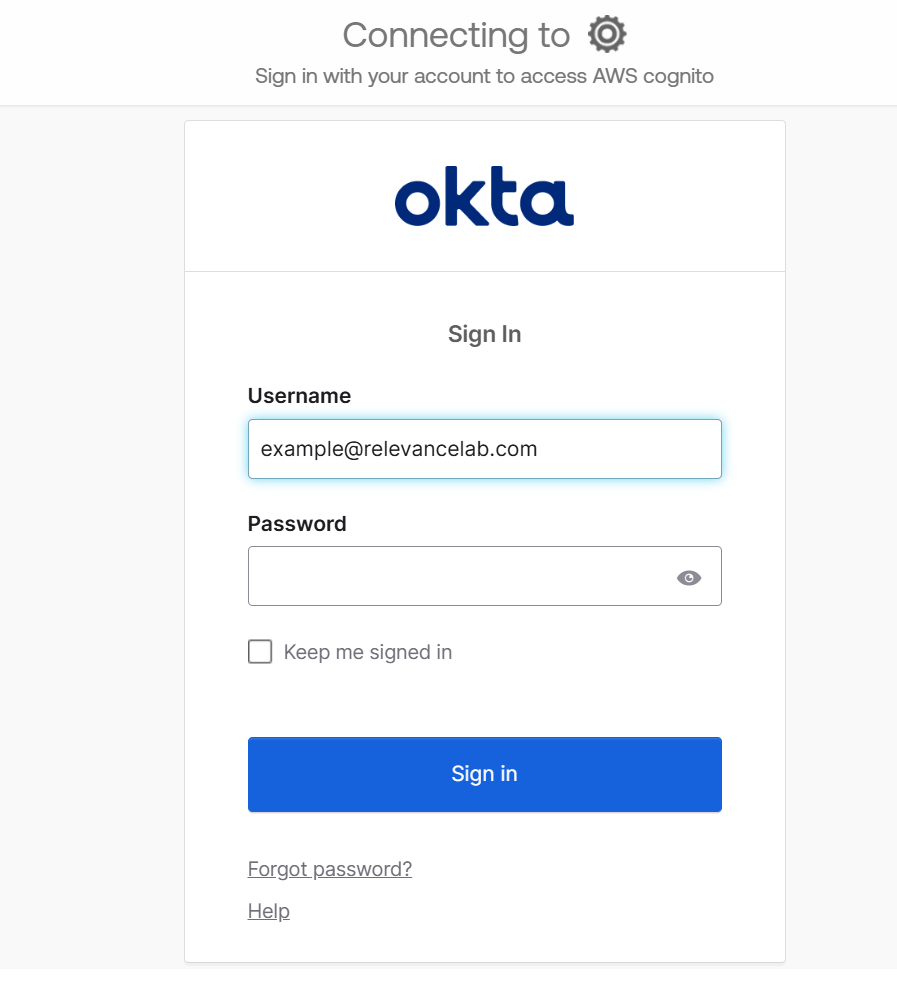 Connecting to
Sign in with your account to access AWS cognito
okta
Sign In
Username
example@relevancelab.com
Password
Keep me signed in
Sign in
Forgot password?
Help